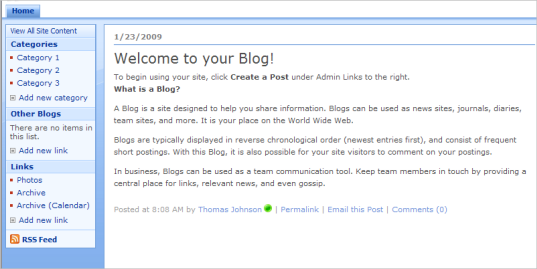 Home
View All Site Content
Categories
Category 1
Category 2
Category 3
Add new category
Other Blogs
There are no items in
this list.
Add new link
Links
Photos
Archive
Archive (Calendar)
Add new link
RSS Feed
1/23/2009
Welcome to your Blog!
To begin using your site, click Create a Post under Admin Links to the right.
What is a Blog?
A Blog is a site designed to help you share information. Blogs can be used as news sites, journals, diaries,
team sites, and more. It is your place on the World Wide Web.
Blogs are typically displayed in reverse chronological order (newest entries first), and consist of frequent
short postings. With this Blog, it is also possible for your site visitors to comment on your postings.
In business, Blogs can be used as a team communication tool. Keep team members in touch by providing a
central place for links, relevant news, and even gossip.
Posted at 8:08 AM by Thomas Johnson | Permalink | Email this Post | Comments (0)